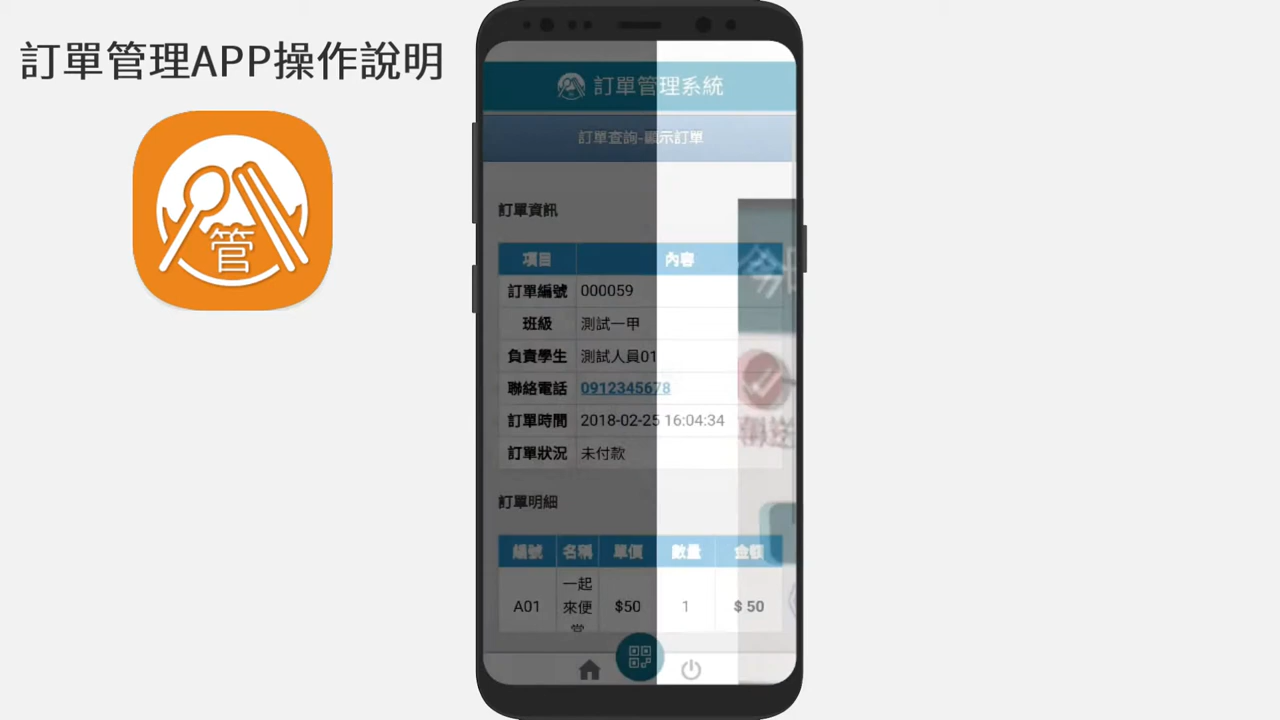 訂單管理APP操作說明
管
訂單管理系統
訂單查詢-顯示訂單
訂單資訊
項目 內容
訂單編號 000059
班級 測試一甲
負責學生 測試人員01
聯絡電話 0912345678
訂單時間 2018-02-25 16:04:34
訂單狀況 未付款
訂單明細
編號 名稱 單價 數量 金額
A01 一起來便當 $50 1 $ 50